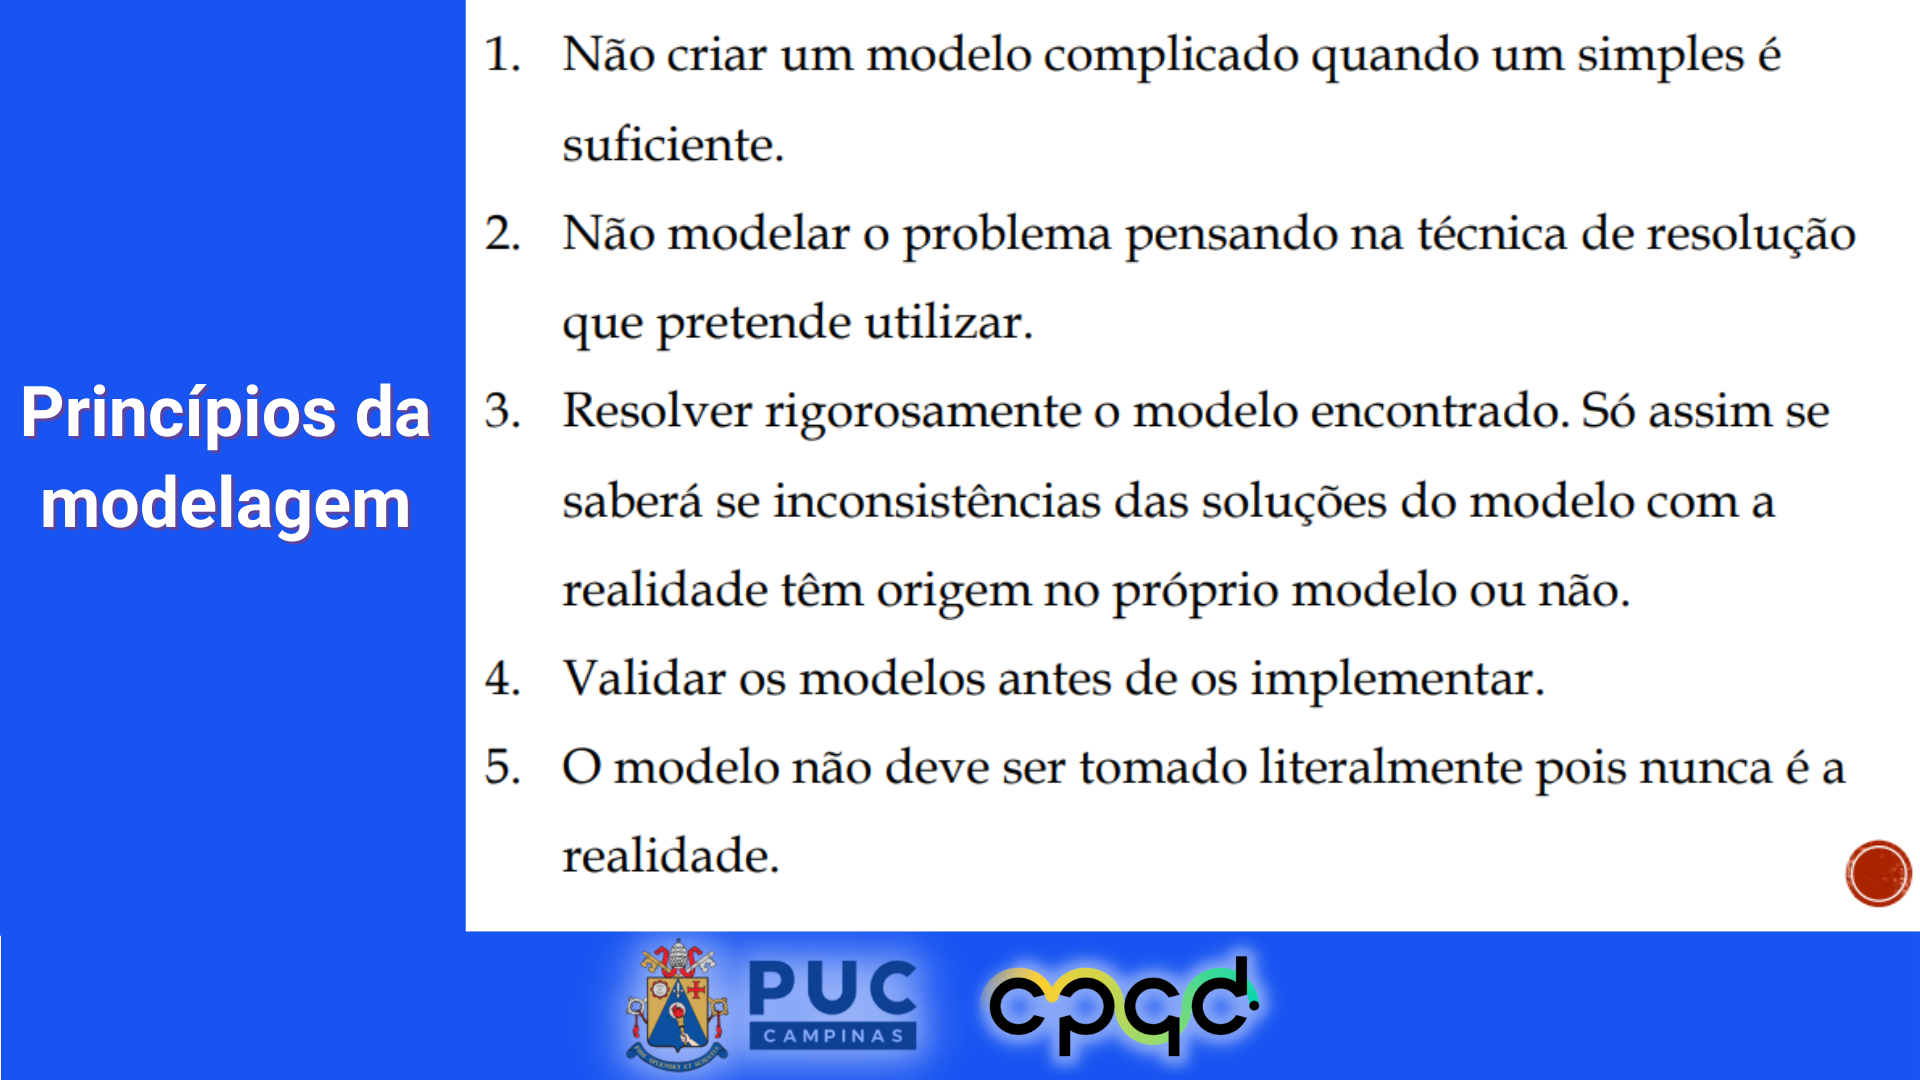 Princípios da
modelagem
1. Não criar um modelo complicado quando um simples é
suficiente.
2. Não modelar o problema pensando na técnica de resolução
que pretende utilizar.
3. Resolver rigorosamente o modelo encontrado. Só assim se
saberá se inconsistências das soluções do modelo com a
realidade têm origem no próprio modelo ou não.
4. Validar os modelos antes de os implementar.
5. O modelo não deve ser tomado literalmente pois nunca é a
realidade.
PUC
CAMPINAS
cpqd